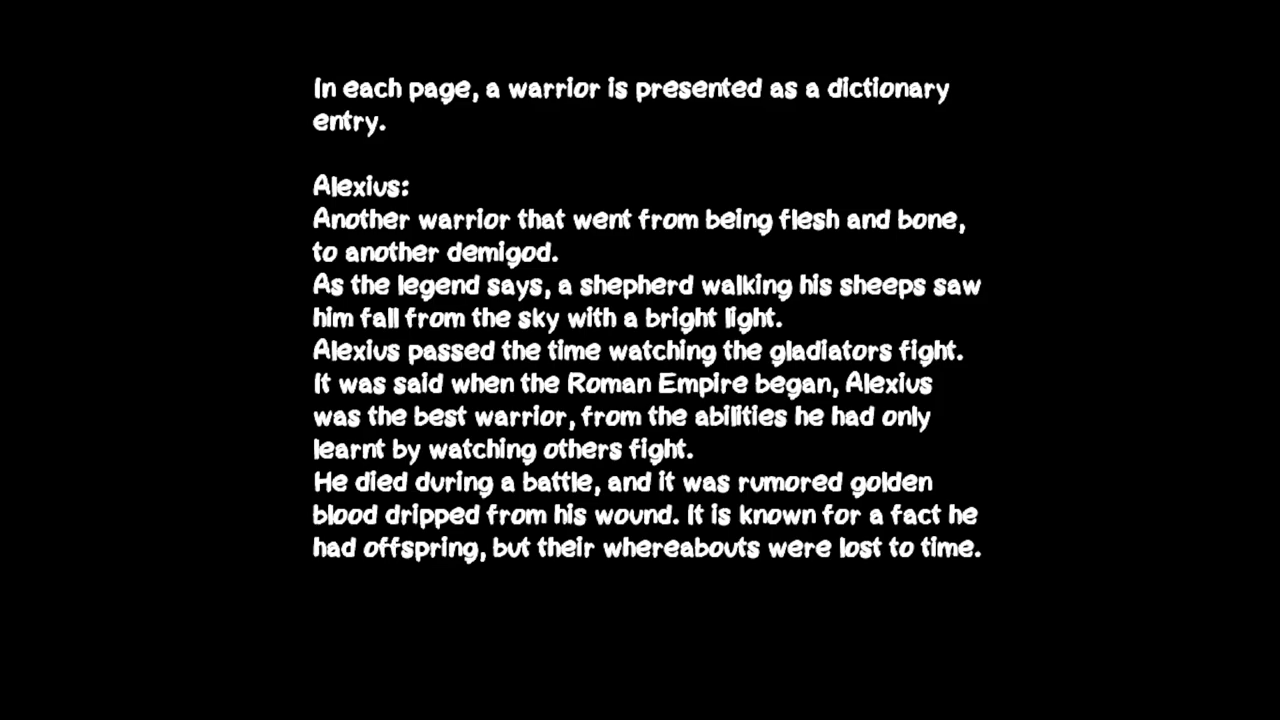 In each page, a warrior is presented as a dictionary
entry.
Alexius:
Another warrior that went from being flesh and bone,
to another demigod.
As the legend says, a shepherd walking his sheeps saw
him fall from the sky with a bright light.
Alexius passed the time watching the gladiators fight.
It was said when the Roman Empire began, Alexius
was the best warrior, from the abilities he had only
learnt by watching others fight.
He died during a battle, and it was rumored golden
blood dripped from his wound. It is known for a fact he
had offspring, but their whereabouts were lost to time.